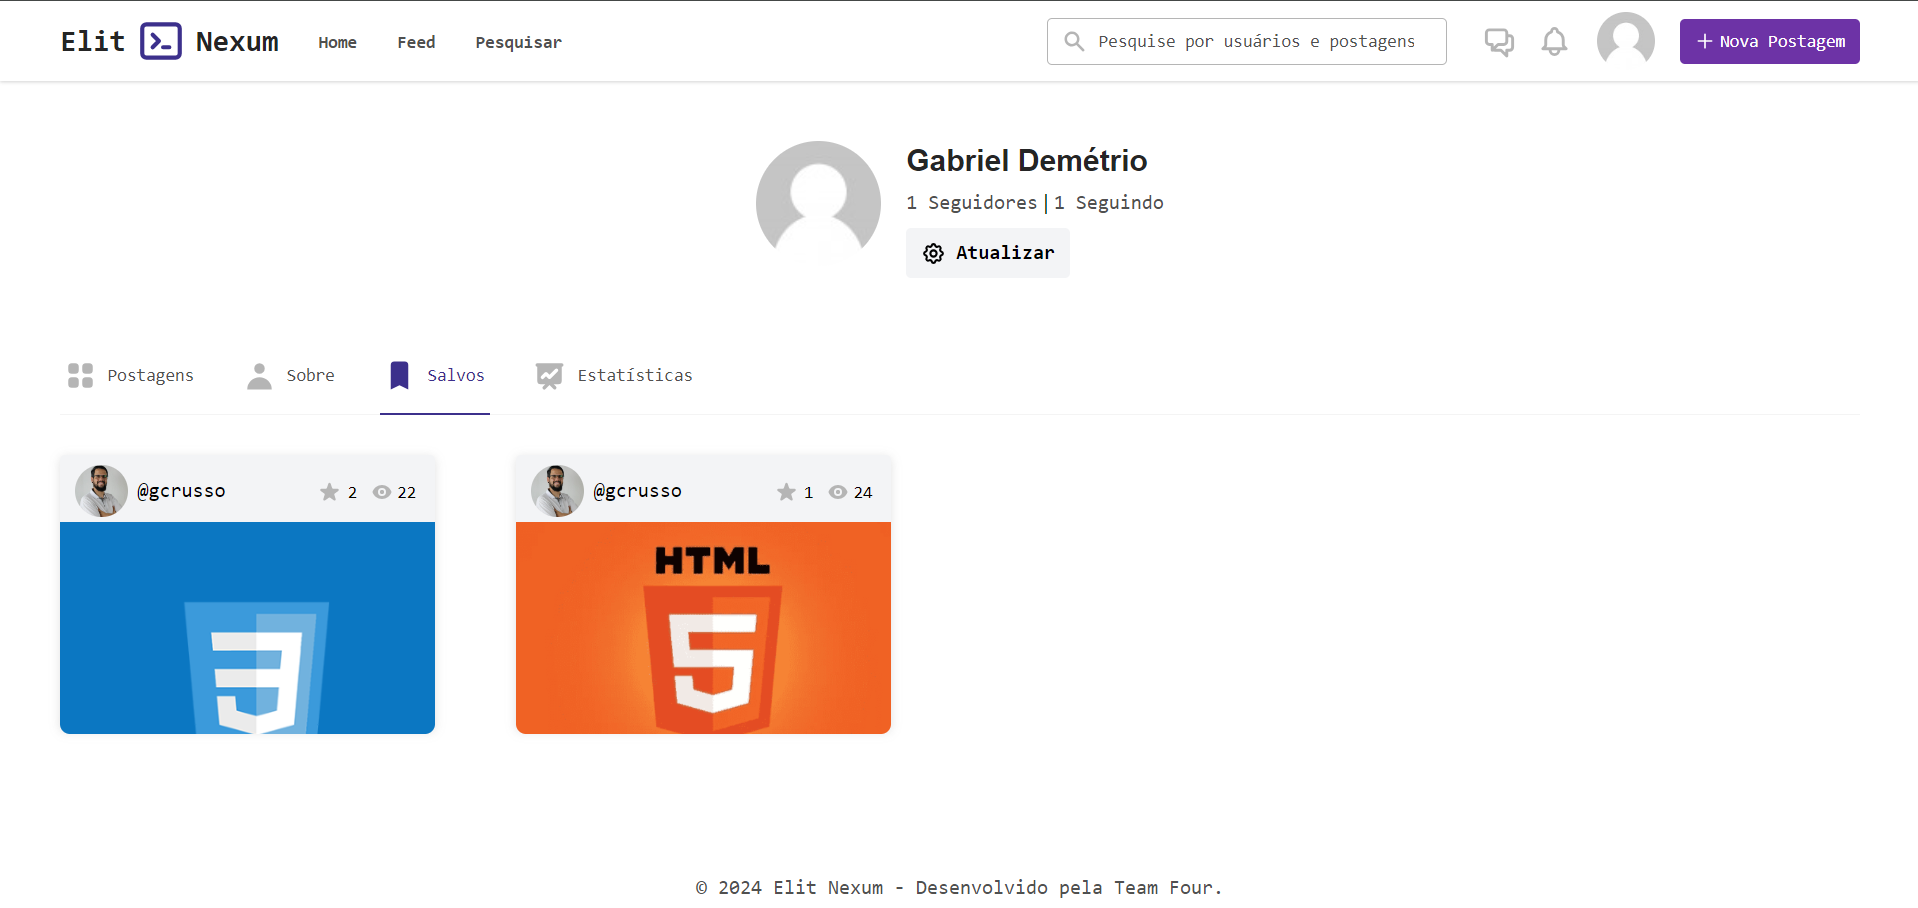 Elit Nexum Home Feed Pesquisar Pesquise por usuários e postagens Nova Postagem
Gabriel Demétrio
1 Seguidores | 1 Seguindo
Atualizar
Postagens Sobre Salvos Estatísticas
@gcrusso 2 22
@gcrusso 1 24
HTML
5
© 2024 Elit Nexum - Desenvolvido pela Team Four.